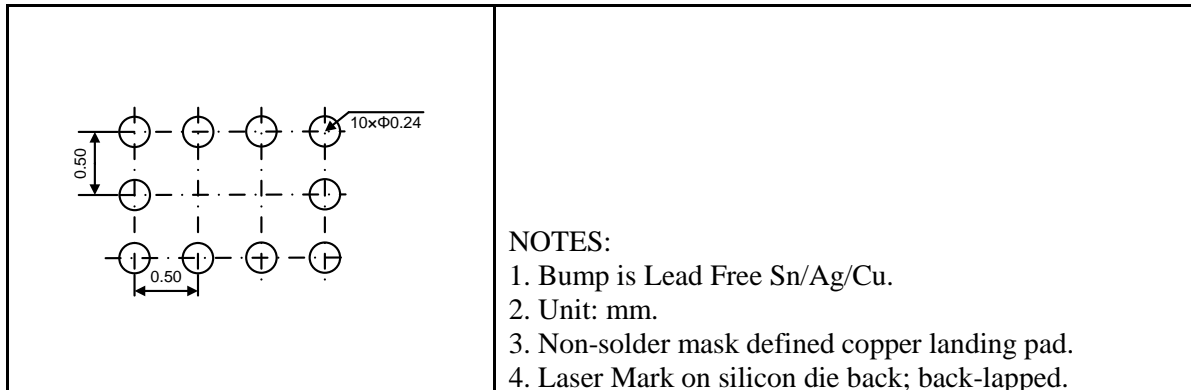 10×Φ0.24
0.50
0.50
NOTES:
1. Bump is Lead Free Sn/Ag/Cu.
2. Unit: mm.
3. Non-solder mask defined copper landing pad.
4. Laser Mark on silicon die back; back-lapped.